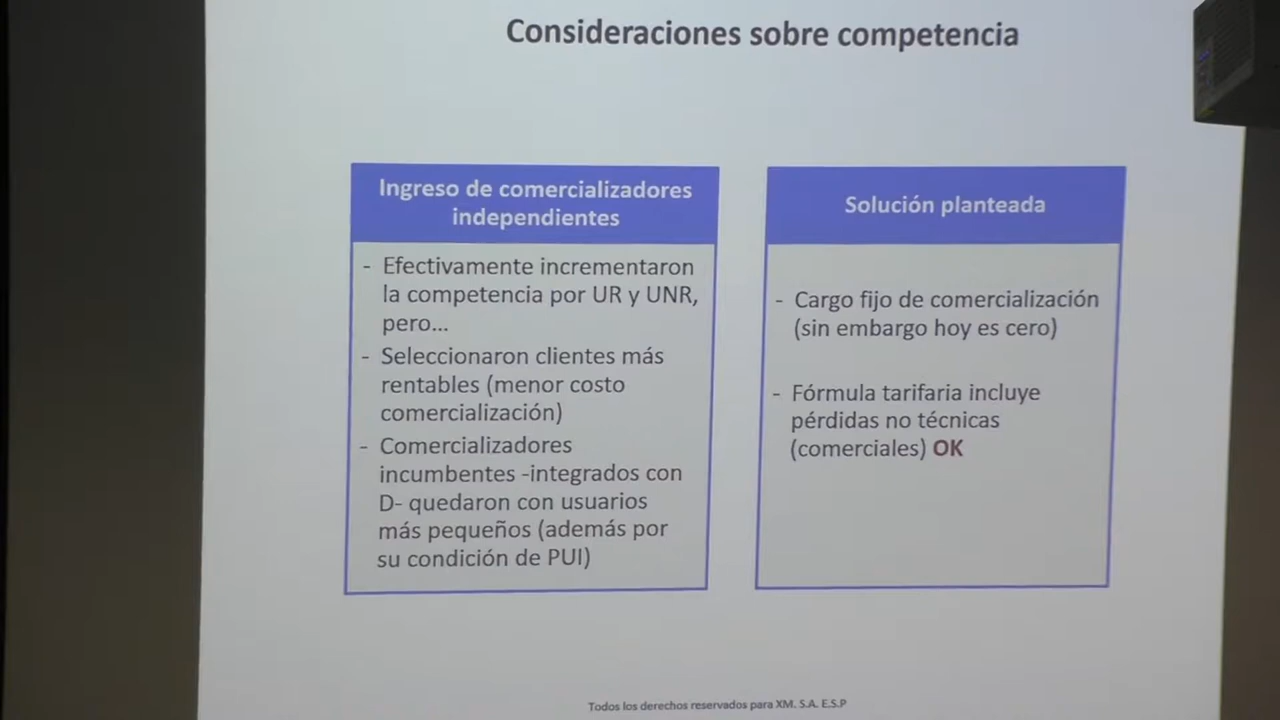 Consideraciones sobre competencia
Ingreso de comercializadores
independientes
- Efectivamente incrementaron
la competencia por UR y UNR,
pero...
- Seleccionaron clientes más
rentables (menor costo
comercialización)
- Comercializadores
incumbentes -integrados con
D- quedaron con usuarios
más pequeños (además por
su condición de PUI)
Solución planteada
- Cargo fijo de comercialización
(sin embargo hoy es cero)
- Fórmula tarifaria incluye
pérdidas no técnicas
(comerciales) OK
Todos los derechos reservados para XM. S.A. E.S.P